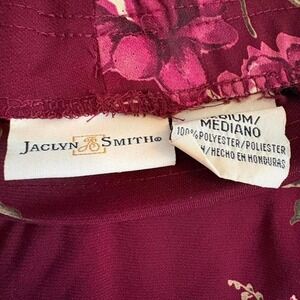 JACLYN SMITH®
MEDIUM/
MEDIANO
100% POLYESTER/POLIESTER
/HECHO EN HONDURAS